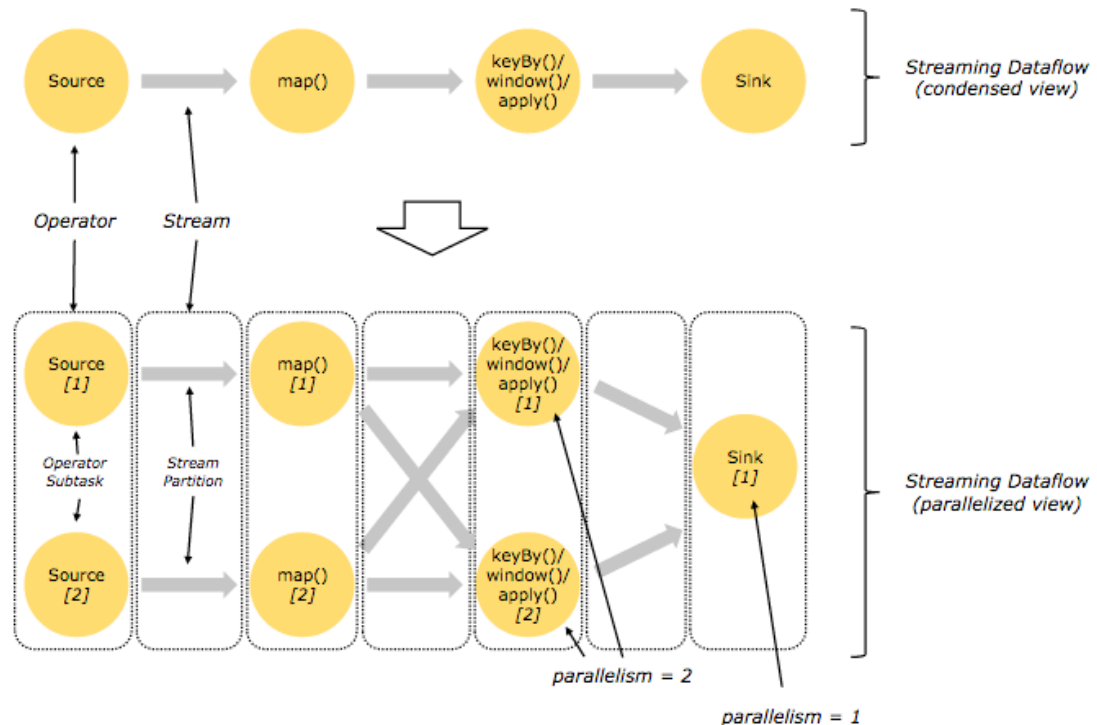 Source
map()
keyBy()/
window()/
apply()
Sink
Streaming Dataflow
(condensed view)
Operator
Stream
Source
[1]
map()
[1]
keyBy()/
window()/
apply()
[1]
Operator
Subtask
Stream
Partition
Sink
[1]
Streaming Dataflow
(parallelized view)
Source
[2]
map()
[2]
keyBy()/
window()/
apply()
[2]
parallelism = 2
parallelism = 1